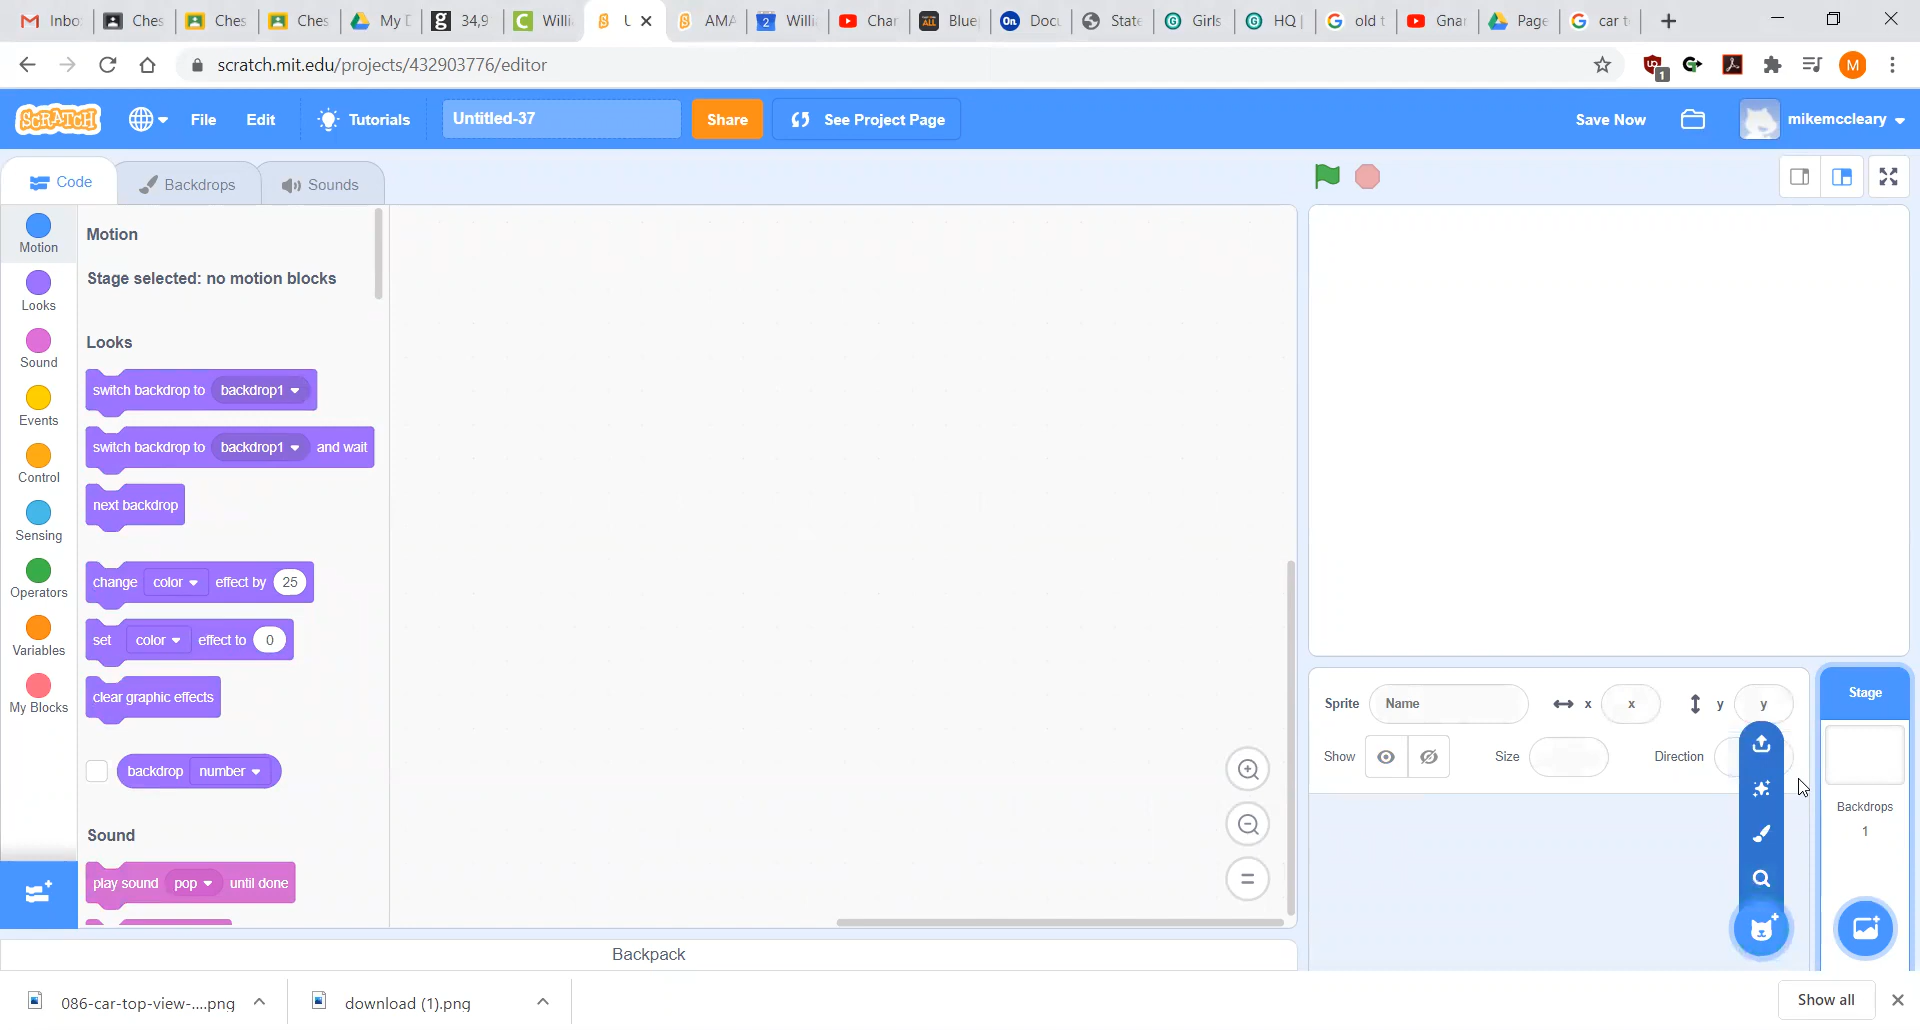 Inbo Ches Ches Ches My D 34,9 Willi U AMA Willi Char Blue Docu State Girls HQ old t Gnar Page car t
scratch.mit.edu/projects/432903776/editor
1 M
SCRATCH File Edit Tutorials Untitled-37 Share See Project Page Save Now mikemccleary
Code Backdrops Sounds
Motion
Looks
Sound
Events
Control
Sensing
Operators
Variables
My Blocks
Motion
Stage selected: no motion blocks
Looks
switch backdrop to backdrop1
switch backdrop to backdrop1 and wait
next backdrop
change color effect by 25
set color effect to 0
clear graphic effects
backdrop number
Sound
play sound pop until done
Sprite Name x x y y
Show Size Direction
Stage
Backdrops
1
Backpack
086-car-top-view-....png download (1).png Show all